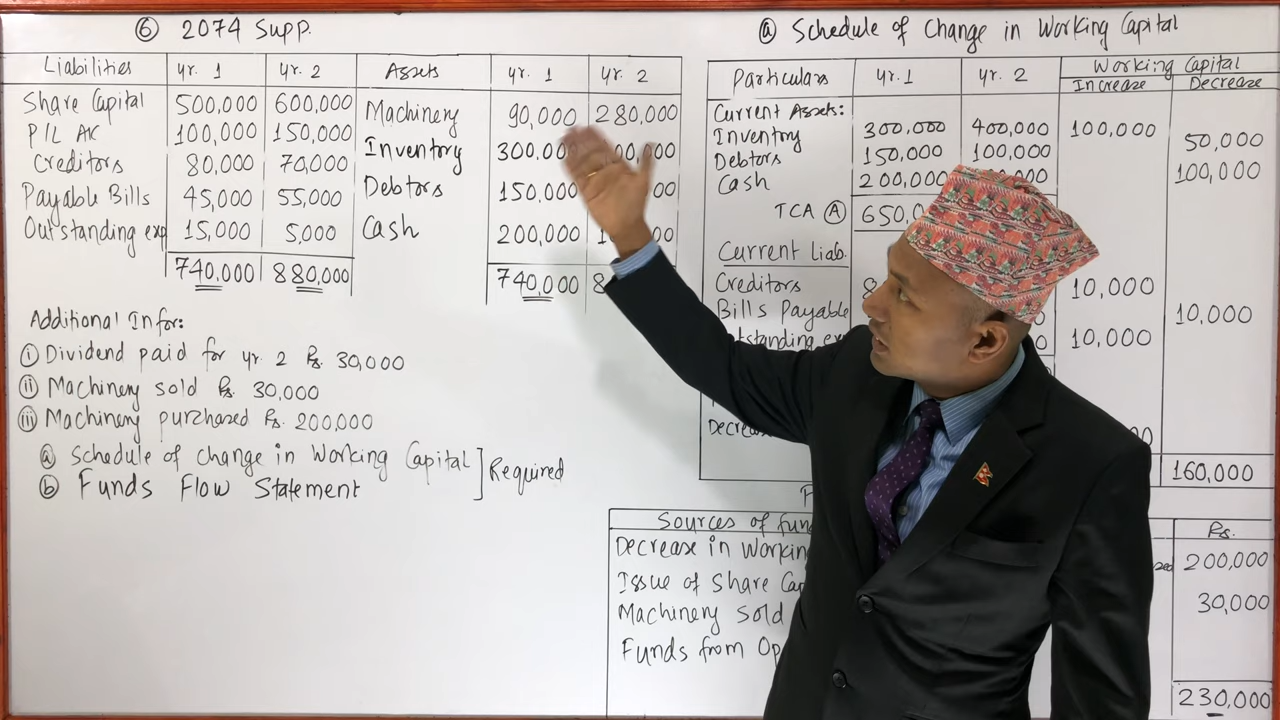 ⑥ 2074 Supp.
Liabilities yr. 1 yr. 2 Assets yr. 1 yr. 2
Share Capital 500,000 600,000 Machinery 90,000 280,000
P/L A/C 100,000 150,000 Inventory 300,000
Creditors 80,000 70,000 Debtors 150,000
Payable Bills 45,000 55,000 Cash 200,000
Outstanding exp 15,000 5,000
740,000 880,000 740,000
Additional Infor:
ⓘ Dividend paid for yr. 2 Rs. 30,000
ⓘⓘ Machinery sold Rs. 30,000
ⓘⓘⓘ Machinery purchased Rs. 200,000
ⓐ Schedule of change in Working Capital
ⓑ Funds Flow Statement
] Required
ⓐ Schedule of Change in Working Capital
Particulars yr. 1 yr. 2 Working Capital
Increase Decrease
Current Assets:
Inventory 300,000 400,000 100,000
Debtors 150,000 100,000 50,000
Cash 200,000 100,000
TCA Ⓐ
Current Liab.
Creditors 10,000
Bills Payable 10,000
10,000
160,000
Sources of Rs.
Decrease in 200,000
Issue of Share 30,000
Machinery Sold
Funds from
230,000